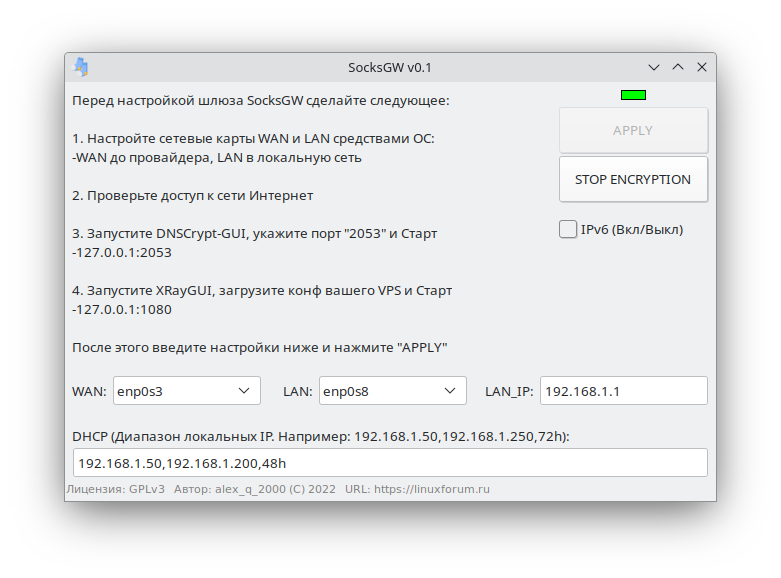 SocksGW v0.1
Перед настройкой шлюза SocksGW сделайте следующее:
1. Настройте сетевые карты WAN и LAN средствами ОС:
-WAN до провайдера, LAN в локальную сеть
2. Проверьте доступ к сети Интернет
3. Запустите DNSCrypt-GUI, укажите порт "2053" и Старт
-127.0.0.1:2053
4. Запустите XRayGUI, загрузите конф вашего VPS и Старт
-127.0.0.1:1080
После этого введите настройки ниже и нажмите "APPLY"
APPLY
STOP ENCRYPTION
IPv6 (Вкл/Выкл)
WAN: enp0s3 LAN: enp0s8 LAN_IP: 192.168.1.1
DHCP (Диапазон локальных IP. Например: 192.168.1.50,192.168.1.250,72h):
192.168.1.50,192.168.1.200,48h
Лицензия: GPLv3 Автор: alex_q_2000 (C) 2022 URL: https://linuxforum.ru